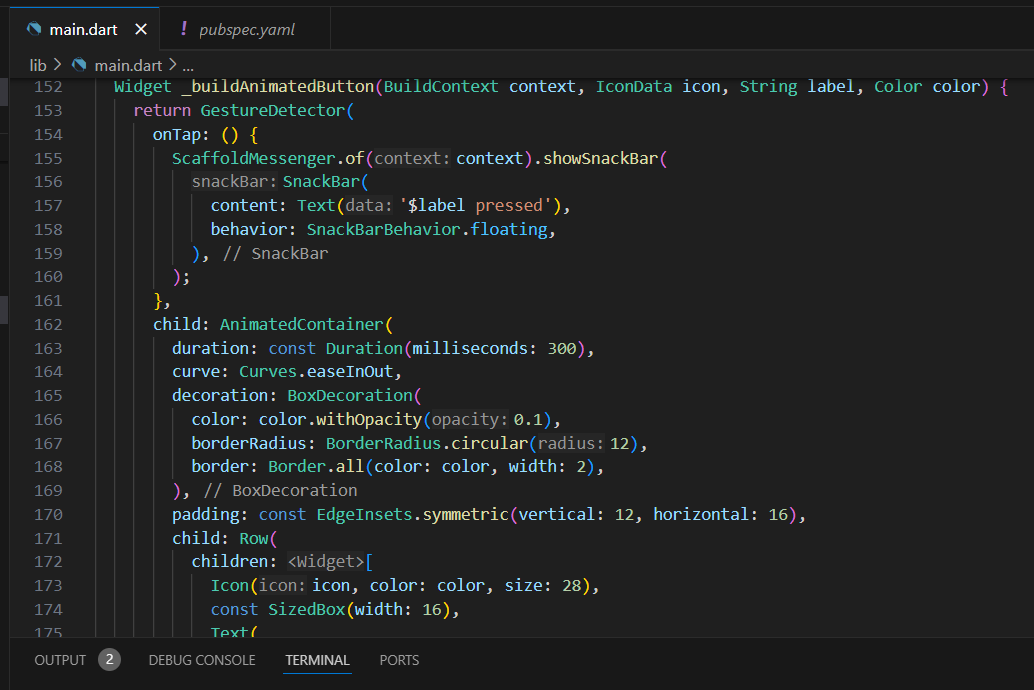 main.dart × ! pubspec.yaml
lib > main.dart > ...
152 Widget _buildAnimatedButton(BuildContext context, IconData icon, String label, Color color) {
153 return GestureDetector(
154 onTap: () {
155 ScaffoldMessenger.of(context: context).showSnackBar(
156 snackBar: SnackBar(
157 content: Text(data: '$label pressed'),
158 behavior: SnackBarBehavior.floating,
159 ), // SnackBar
160 );
161 },
162 child: AnimatedContainer(
163 duration: const Duration(milliseconds: 300),
164 curve: Curves.easeInOut,
165 decoration: BoxDecoration(
166 color: color.withOpacity(opacity: 0.1),
167 borderRadius: BorderRadius.circular(radius: 12),
168 border: Border.all(color: color, width: 2),
169 ), // BoxDecoration
170 padding: const EdgeInsets.symmetric(vertical: 12, horizontal: 16),
171 child: Row(
172 children: <Widget>[
173 Icon(icon: icon, color: color, size: 28),
174 const SizedBox(width: 16),
175 Text(
OUTPUT 2 DEBUG CONSOLE TERMINAL PORTS